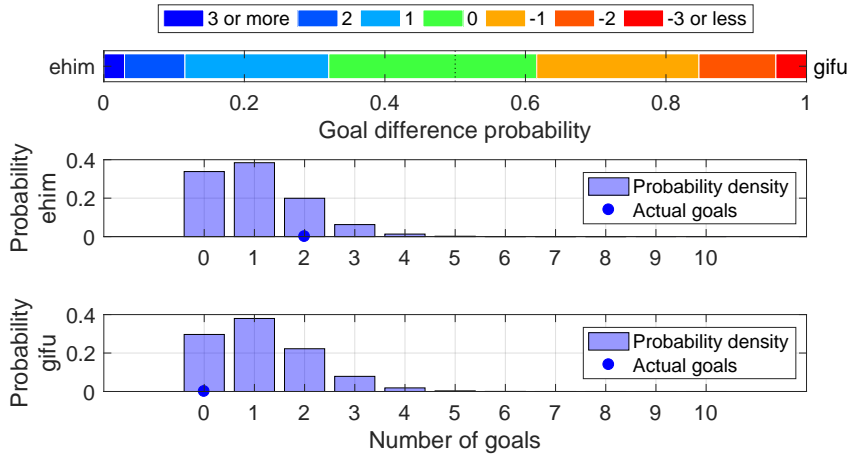 3 or more 2 1 0 -1 -2 -3 or less
ehim gifu
0 0.2 0.4 0.6 0.8 1
Goal difference probability
Probability
ehim
0.4
0.2
0
Probability density
Actual goals
0 1 2 3 4 5 6 7 8 9 10
Probability
gifu
0.4
0.2
0
Probability density
Actual goals
0 1 2 3 4 5 6 7 8 9 10
Number of goals